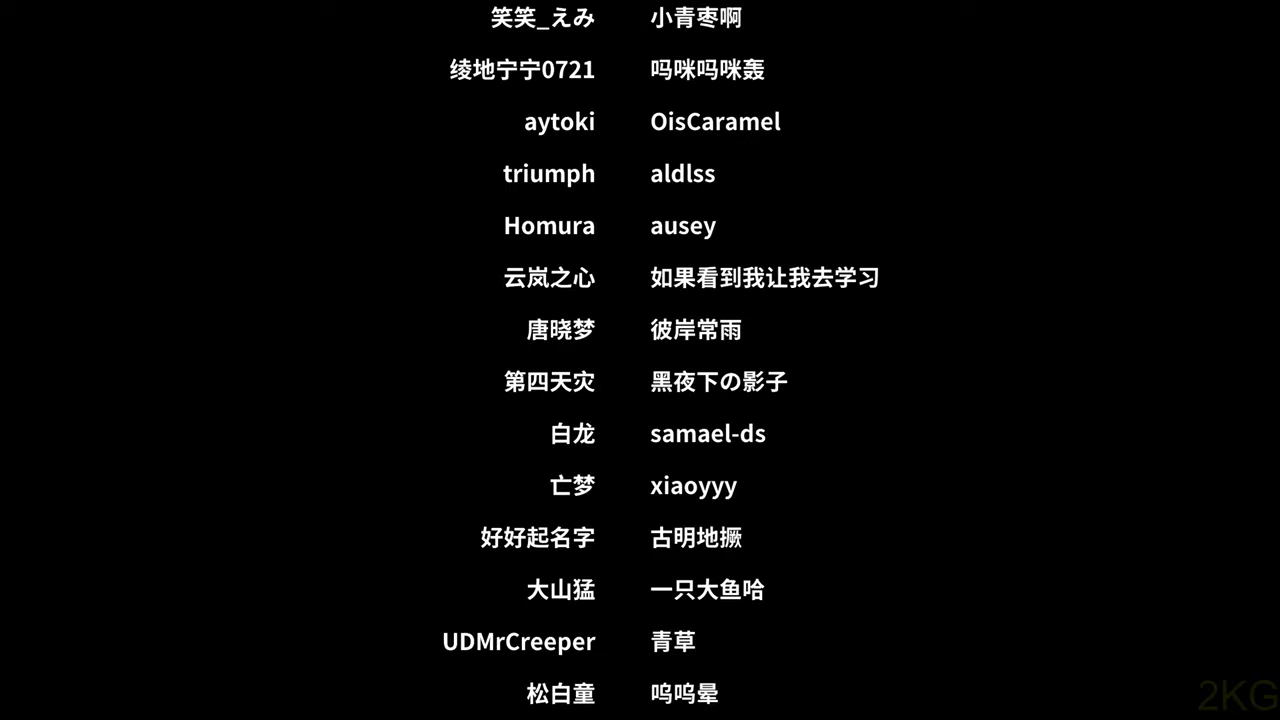 笑笑_えみ 小青枣啊
绫地宁宁0721 吗咪吗咪轰
aytoki OisCaramel
triumph aldlss
Homura ausey
云岚之心 如果看到我让我去学习
唐晓梦 彼岸常雨
第四天灾 黑夜下の影子
白龙 samael-ds
亡梦 xiaoyyy
好好起名字 古明地撅
大山猛 一只大鱼哈
UDMrCreeper 青草
松白童 呜呜晕
2KG